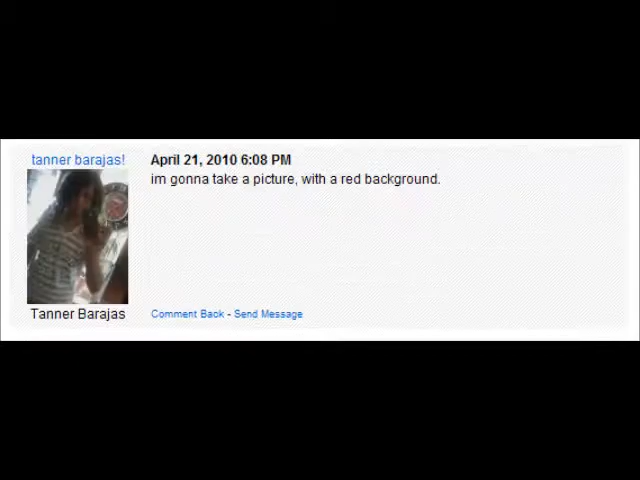 tanner barajas!
April 21, 2010 6:08 PM
im gonna take a picture, with a red background.
Tanner Barajas
Comment Back - Send Message